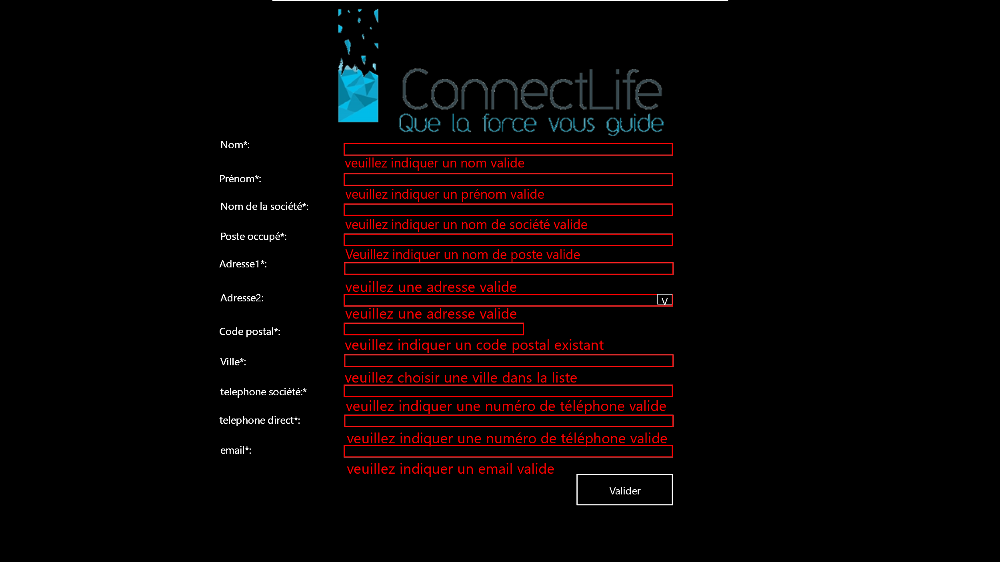 ConnectLife
Que la force vous guide
Nom*:
veuillez indiquer un nom valide
Prénom*:
veuillez indiquer un prénom valide
Nom de la société*:
veuillez indiquer un nom de société valide
Poste occupé*:
Veuillez indiquer un nom de poste valide
Adresse1*:
veuillez une adresse valide
Adresse2:
V
veuillez une adresse valide
Code postal*:
veuillez indiquer un code postal existant
Ville*:
veuillez choisir une ville dans la liste
telephone société:*
veuillez indiquer une numéro de téléphone valide
telephone direct*:
veuillez indiquer une numéro de téléphone valide
email*:
veuillez indiquer un email valide
Valider